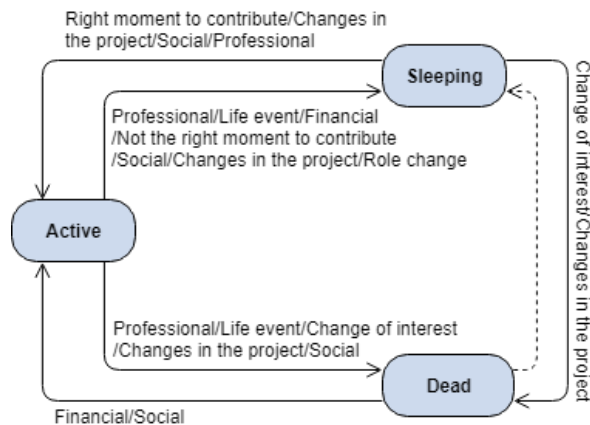 Right moment to contribute/Changes in
the project/Social/Professional
Sleeping
Professional/Life event/Financial
/Not the right moment to contribute
/Social/Changes in the project/Role change
Change of interest/Changes in the project
Active
Professional/Life event/Change of interest
/Changes in the project/Social
Dead
Financial/Social